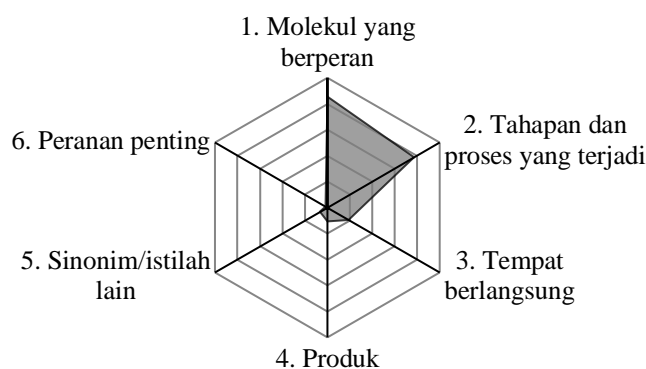 1. Molekul yang
berperan
2. Tahapan dan
proses yang terjadi
3. Tempat
berlangsung
4. Produk
5. Sinonim/istilah
lain
6. Peranan penting